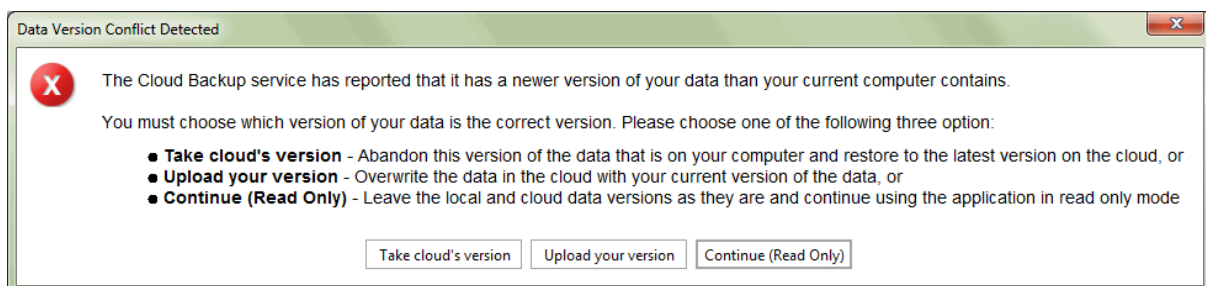 Data Version Conflict Detected
The Cloud Backup service has reported that it has a newer version of your data than your current computer contains.
You must choose which version of your data is the correct version. Please choose one of the following three option:
● Take cloud's version - Abandon this version of the data that is on your computer and restore to the latest version on the cloud, or
● Upload your version - Overwrite the data in the cloud with your current version of the data, or
● Continue (Read Only) - Leave the local and cloud data versions as they are and continue using the application in read only mode
Take cloud's version Upload your version Continue (Read Only)